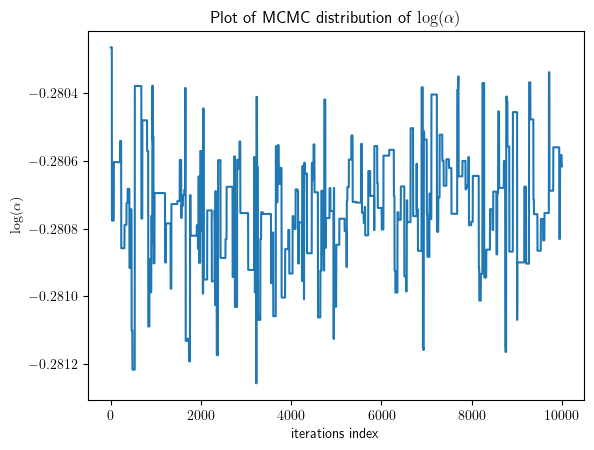 Plot of MCMC distribution of log(α)
log(α)
−0.2804
−0.2806
−0.2808
−0.2810
−0.2812
0 2000 4000 6000 8000 10000
iterations index